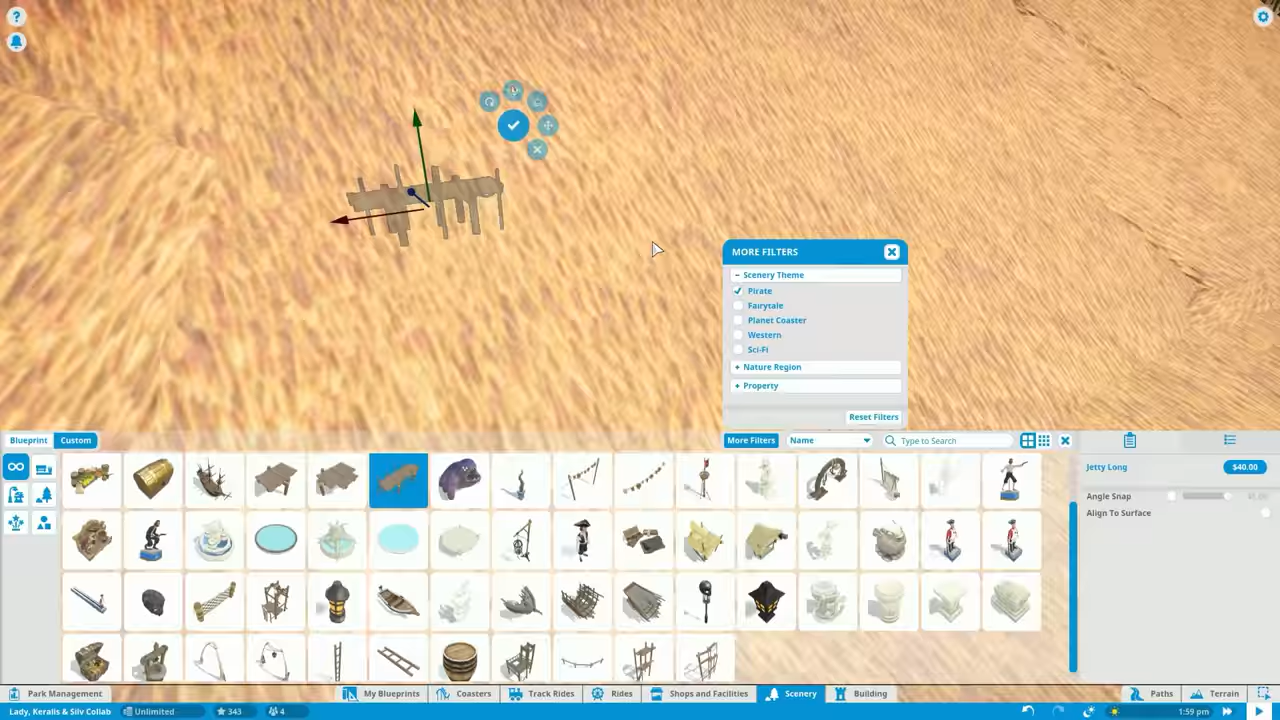 MORE FILTERS
- Scenery Theme
Pirate
Fairytale
Planet Coaster
Western
Sci-Fi
+ Nature Region
+ Property
Reset Filters
Blueprint Custom More Filters Name Type to Search
Jetty Long $40.00
Angle Snap
Align To Surface
Park Management My Blueprints Coasters Track Rides Rides Shops and Facilities Scenery Building Paths Terrain
Lady, Keralis & Silv Collab Unlimited 343 4 1:59 pm